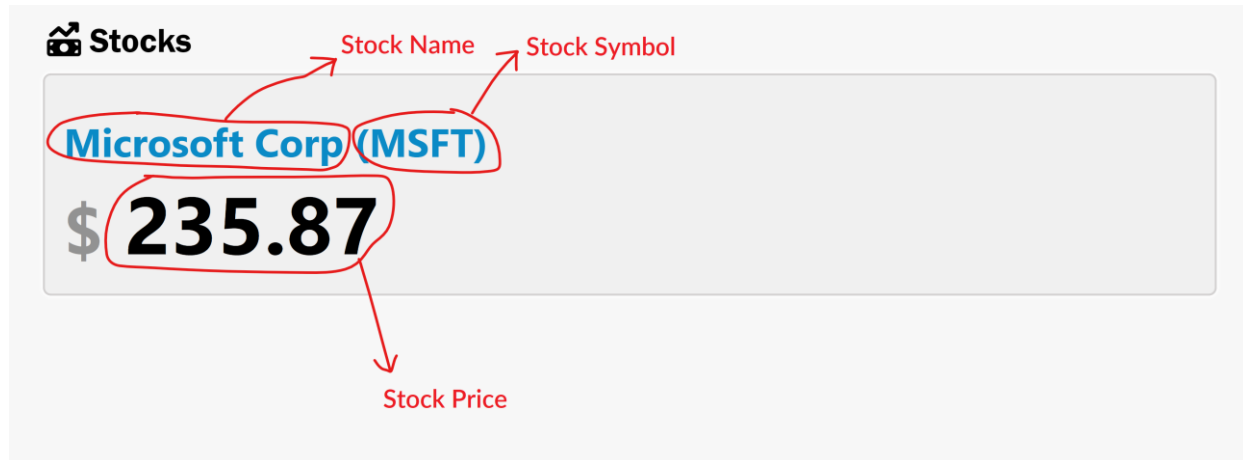 Stocks
Stock Name
Stock Symbol
Microsoft Corp (MSFT)
$ 235.87
Stock Price